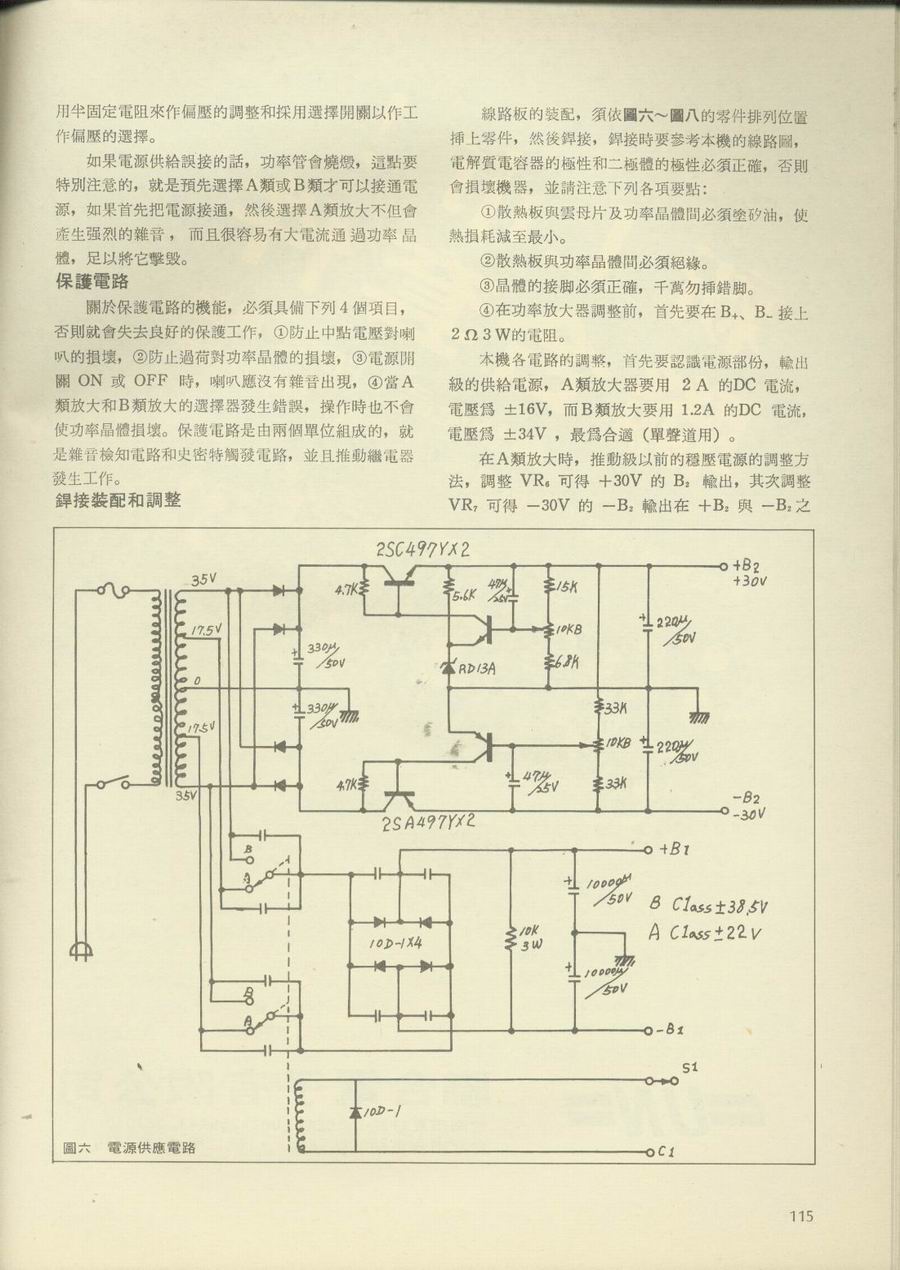 用半固定電阻來作偏壓的調整和採用選擇開關以作工
作偏壓的選擇。
如果電源供給誤接的話，功率管會燒燬，這點要
特別注意的，就是預先選擇A類或B類才可以接通電
源，如果首先把電源接通，然後選擇A類放大不但會
產生强烈的雜音，而且很容易有大電流通過功率晶
體，足以將它擊毀。
保護電路
關於保護電路的機能，必須具備下列4個項目，
否則就會失去良好的保護工作，①防止中點電壓對喇
叭的損壞，②防止過荷對功率晶體的損壞，③電源開
關 ON 或 OFF 時，喇叭應沒有雜音出現，④當A
類放大和B類放大的選擇器發生錯誤，操作時也不會
使功率晶體損壞。保護電路是由兩個單位組成的，就
是雜音檢知電路和史密特觸發電路，並且推動繼電器
發生工作。
銲接裝配和調整
線路板的裝配，須依圖六～圖八的零件排列位置
挿上零件，然後銲接，銲接時要參考本機的線路圖，
電解質電容器的極性和二極體的極性必須正確，否則
會損壞機器，並請注意下列各項要點：
①散熱板與雲母片及功率晶體間必須塗矽油，使
熱損耗減至最小。
②散熱板與功率晶體間必須絕緣。
③晶體的接脚必須正確，千萬勿挿錯脚。
④在功率放大器調整前，首先要在 B₊、B₋ 接上
2 Ω 3 W的電阻。
本機各電路的調整，首先要認識電源部份，輸出
級的供給電源，A類放大器要用 2 A 的DC 電流，
電壓爲 ±16V，而B類放大要用 1.2A 的DC 電流，
電壓爲 ±34V ，最爲合適（單聲道用）。
在A類放大時，推動級以前的穩壓電源的調整方
法，調整 VR₆ 可得 +30V 的 B₂ 輸出，其次調整
VR₇ 可得 −30V 的 −B₂ 輸出在 +B₂ 與 −B₂之
2SC497Y×2
35V
4.7K
5.6K
47μ/25V
15K
+B2
+30V
17.5V
10KB
220μ/50V
330μ/50V
RD13A
6.8K
0
330μ/50V
33K
17.5V
10KB
220μ/50V
4.7K
47μ/25V
33K
35V
2SA497Y×2
−B2
-30V
B
+B1
A
10000μ/50V
B Class±38.5V
10D-1×4
10K
3W
A Class±22V
10000μ/50V
B
A
-B1
S1
10D-1
C1
圖六　電源供應電路
115